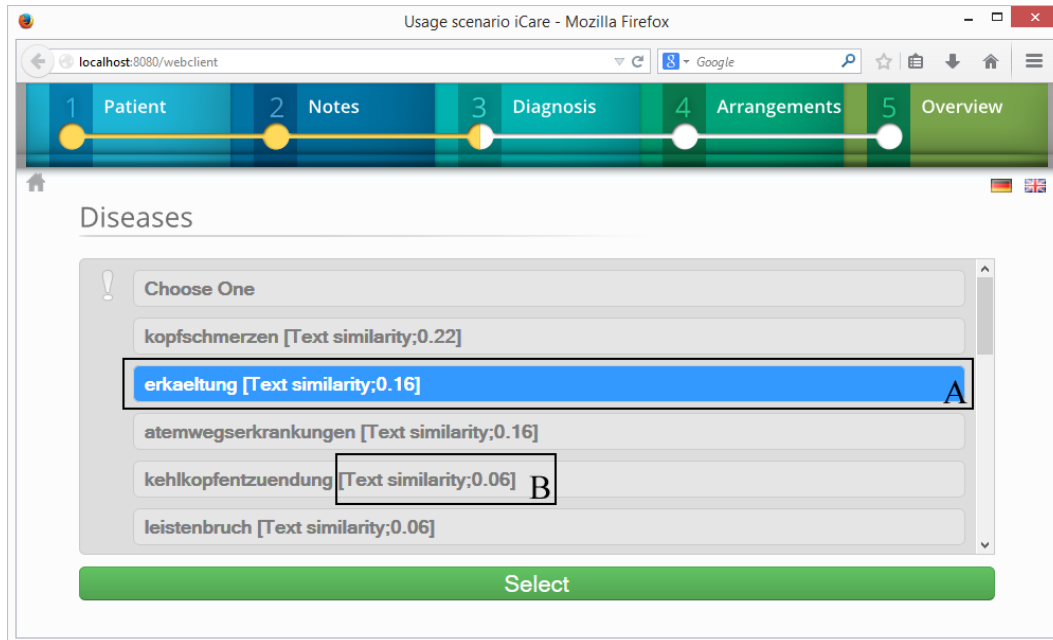 Usage scenario iCare - Mozilla Firefox
localhost:8080/webclient
Google
1 Patient 2 Notes 3 Diagnosis 4 Arrangements 5 Overview
Diseases
Choose One
kopfschmerzen [Text similarity;0.22]
erkaeltung [Text similarity;0.16]
A
atemwegserkrankungen [Text similarity;0.16]
kehlkopfentzuendung [Text similarity;0.06] B
leistenbruch [Text similarity;0.06]
Select